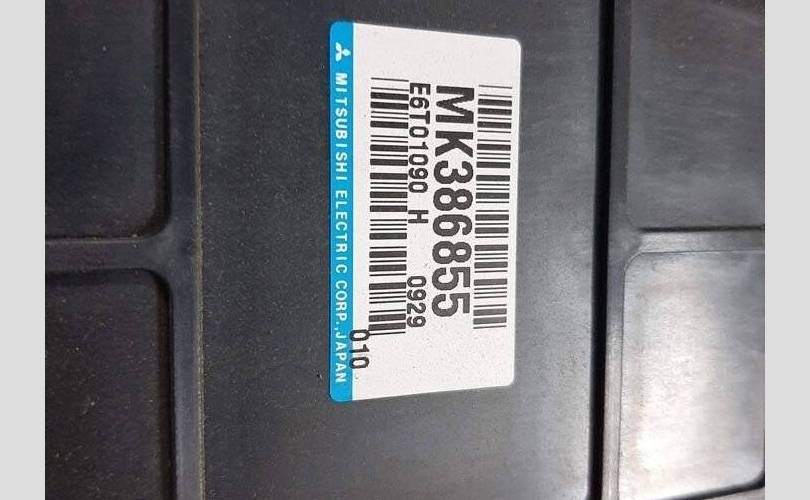 MK386855
E6T01090 H 0929
010
MITSUBISHI ELECTRIC CORP., JAPAN